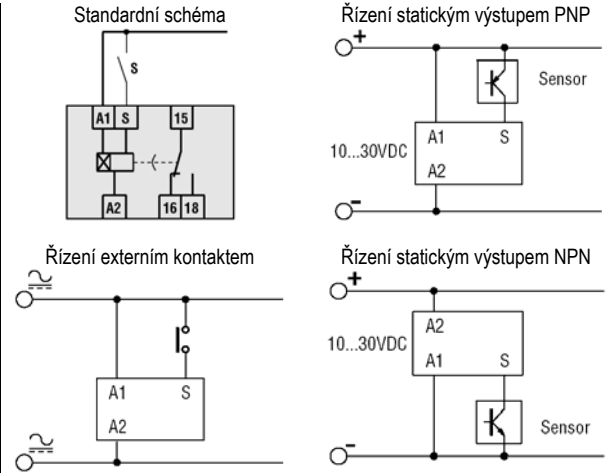 Standardní schéma
S
A1 S 15
A2 16 18
Řízení statickým výstupem PNP
+
Sensor
10...30VDC
A1 S
A2
-
Řízení externím kontaktem
A1 S
A2
Řízení statickým výstupem NPN
+
A2
10...30VDC
A1 S
Sensor
-